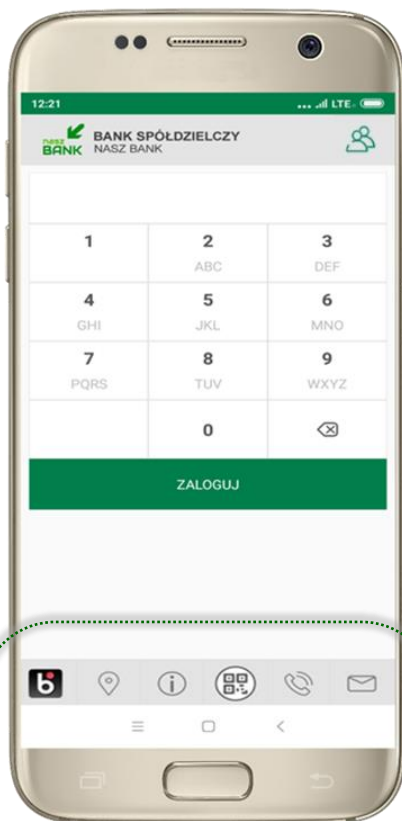 12:21
LTE
nasz
BANK
BANK SPÓŁDZIELCZY
NASZ BANK
1 2 3
ABC DEF
4 5 6
GHI JKL MNO
7 8 9
PQRS TUV WXYZ
0
ZALOGUJ
b i